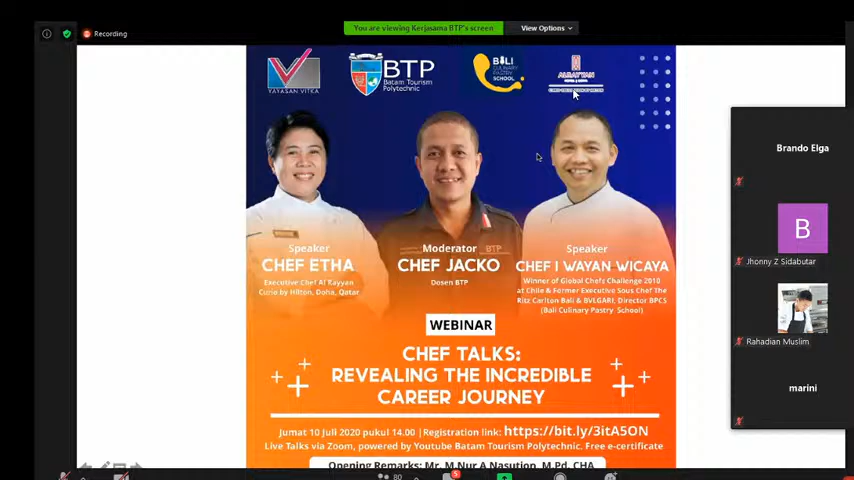 You are viewing Kerjasama BTP's screen
View Options
Recording
YAYASAN VITKA
BTP
Batam Tourism
Polytechnic
BALI
CULINARY
PASTRY
SCHOOL
ALRAYYAN
Brando Elga
B
Jhonny Z Sidabutar
Rahadian Muslim
marini
Speaker
CHEF ETHA
Executive Chef Al Rayyan
Curio by Hilton, Doha, Qatar
Moderator
BTP
CHEF JACKO
Dosen BTP
Speaker
CHEF I WAYAN WICAYA
Winner of Global Chefs Challenge 2010
at Chile & Former Executive Sous Chef The
Ritz Carlton Bali & BVLGARI, Director BPCS
(Bali Culinary Pastry School)
WEBINAR
CHEF TALKS:
REVEALING THE INCREDIBLE
CAREER JOURNEY
Jumat 10 Juli 2020 pukul 14.00 |Registration link: https://bit.ly/3itA5ON
Live Talks via Zoom, powered by Youtube Batam Tourism Polytechnic. Free e-certificate
Opening Remarks: Mr. M Nur A Nasution, M.Pd, CHA
80
5